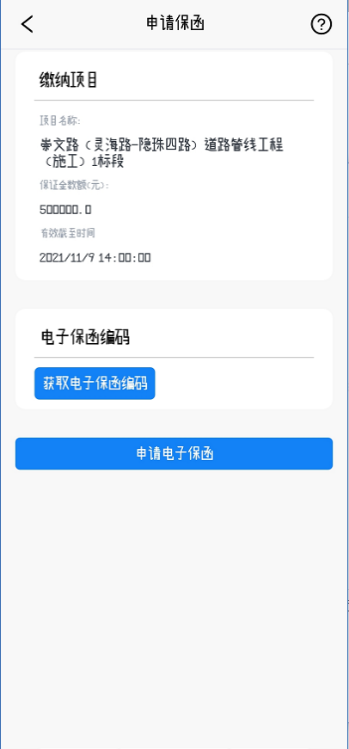 申请保函
缴纳项目
项目名称:
崇文路（灵海路-隐珠四路）道路管线工程
（施工）1标段
保证金数额(元):
500000.0
有效截至时间
2021/11/9 14:00:00
电子保函编码
获取电子保函编码
申请电子保函